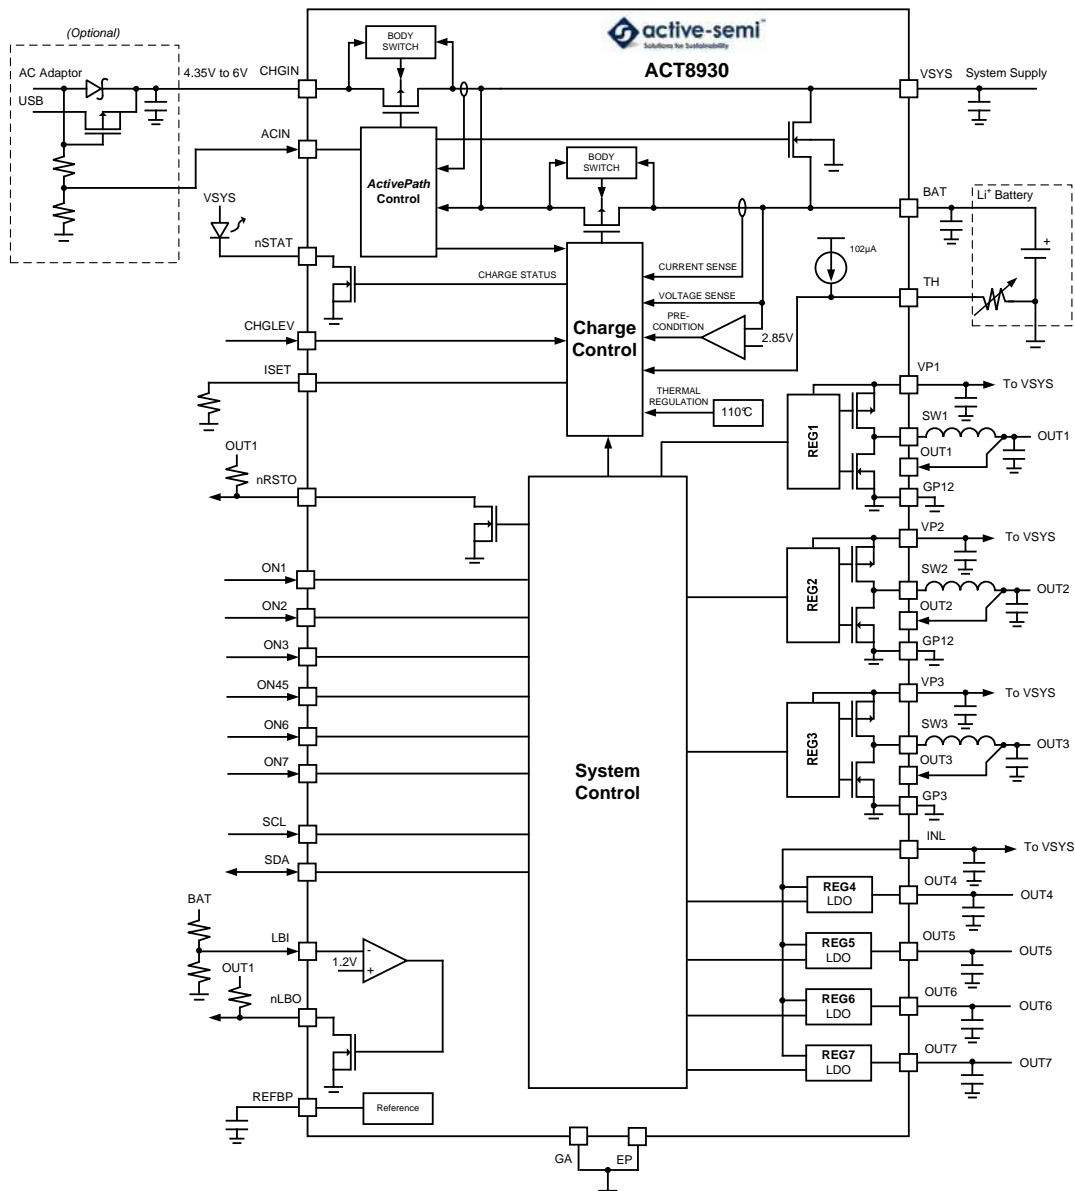 (Optional)
AC Adaptor
USB
4.35V to 6V
CHGIN
BODY
SWITCH
active-semi™
Solutions for Sustainability
ACT8930
VSYS
System Supply
ACIN
ActivePath
Control
BODY
SWITCH
BAT
Li+ Battery
+
VSYS
nSTAT
CHARGE STATUS
CURRENT SENSE
102µA
TH
VOLTAGE SENSE
PRE-
CONDITION
2.85V
CHGLEV
Charge
Control
ISET
THERMAL
REGULATION
110℃
VP1
To VSYS
REG1
SW1
OUT1
OUT1
GP12
OUT1
nRSTO
VP2
To VSYS
REG2
SW2
OUT2
OUT2
GP12
ON1
ON2
ON3
ON45
ON6
ON7
VP3
To VSYS
REG3
SW3
OUT3
OUT3
GP3
System
Control
SCL
SDA
INL
To VSYS
REG4
LDO
OUT4
OUT4
REG5
LDO
OUT5
OUT5
REG6
LDO
OUT6
OUT6
REG7
LDO
OUT7
OUT7
BAT
LBI
1.2V
-
+
OUT1
nLBO
REFBP
Reference
GA
EP